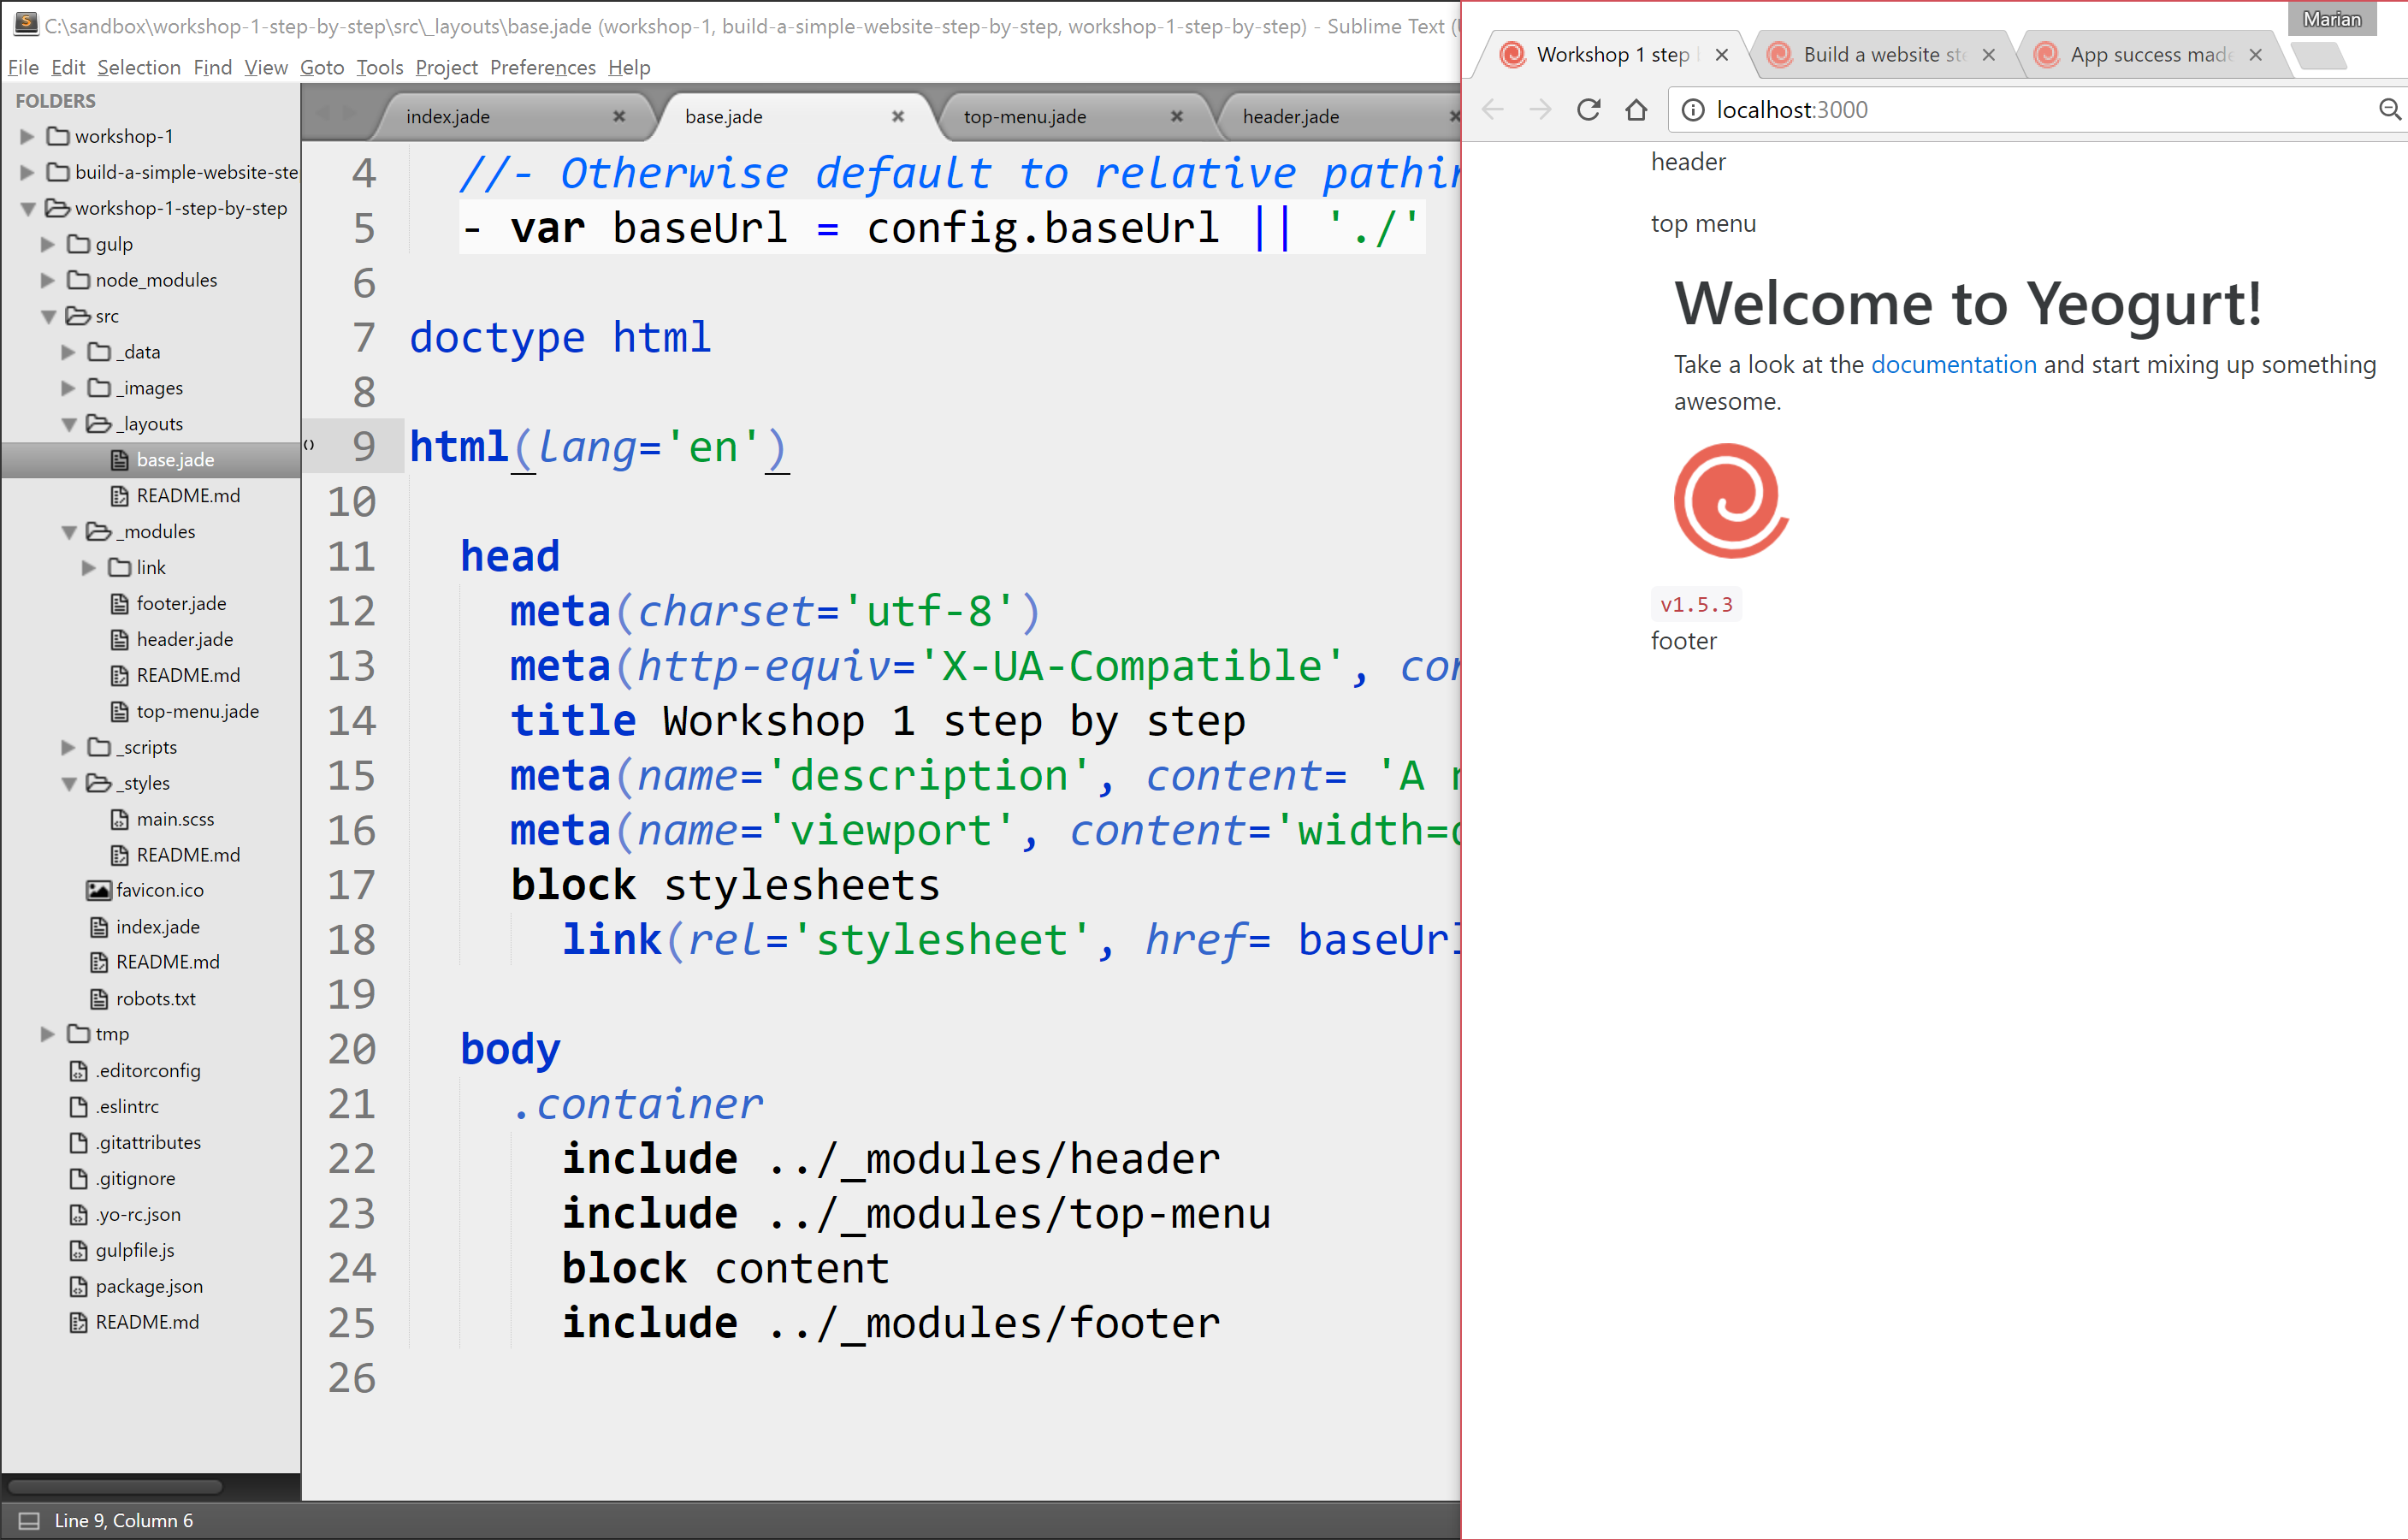 C:\sandbox\workshop-1-step-by-step\src\_layouts\base.jade (workshop-1, build-a-simple-website-step-by-step, workshop-1-step-by-step) - Sublime Text (
File Edit Selection Find View Goto Tools Project Preferences Help
FOLDERS
workshop-1
build-a-simple-website-ste
workshop-1-step-by-step
gulp
node_modules
src
_data
_images
_layouts
base.jade
README.md
_modules
link
footer.jade
header.jade
README.md
top-menu.jade
_scripts
_styles
main.scss
README.md
favicon.ico
index.jade
README.md
robots.txt
tmp
.editorconfig
.eslintrc
.gitattributes
.gitignore
.yo-rc.json
gulpfile.js
package.json
README.md
index.jade base.jade top-menu.jade header.jade
4 //- Otherwise default to relative pathin
5 - var baseUrl = config.baseUrl || './'
6
7 doctype html
8
9 html(lang='en')
10
11 head
12 meta(charset='utf-8')
13 meta(http-equiv='X-UA-Compatible', con
14 title Workshop 1 step by step
15 meta(name='description', content= 'A
16 meta(name='viewport', content='width=
17 block stylesheets
18 link(rel='stylesheet', href= baseUrl
19
20 body
21 .container
22 include ../_modules/header
23 include ../_modules/top-menu
24 block content
25 include ../_modules/footer
26
Line 9, Column 6
Marian
Workshop 1 step Build a website ste App success made
localhost:3000
header
top menu
Welcome to Yeogurt!
Take a look at the documentation and start mixing up something
awesome.
v1.5.3
footer